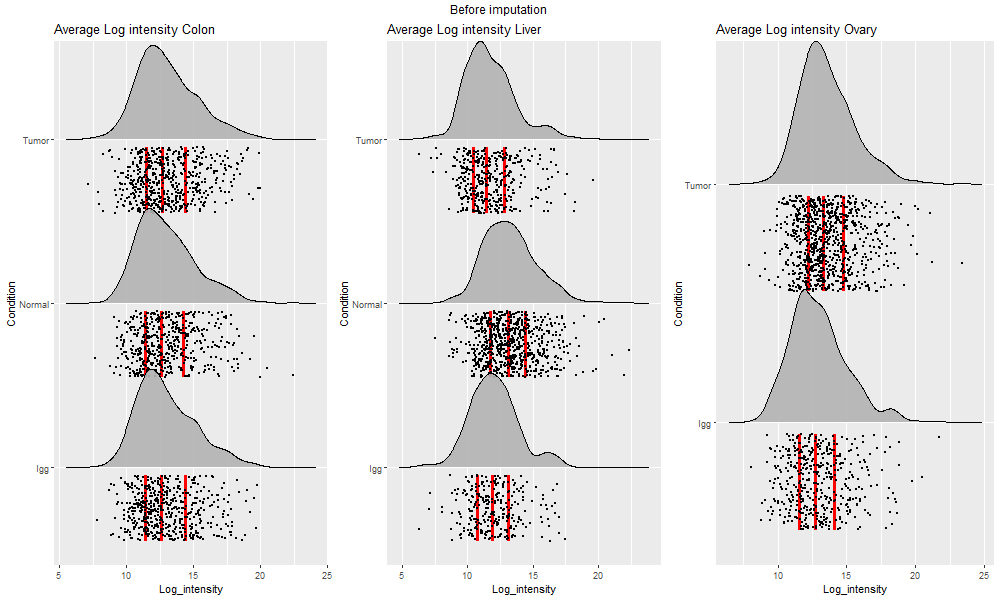 Before imputation
Average Log intensity Colon
Condition
Tumor
Normal
Igg
5 10 15 20 25
Log_intensity
Average Log intensity Liver
Condition
Tumor
Normal
Igg
5 10 15 20
Log_intensity
Average Log intensity Ovary
Condition
Tumor
Igg
10 15 20 25
Log_intensity